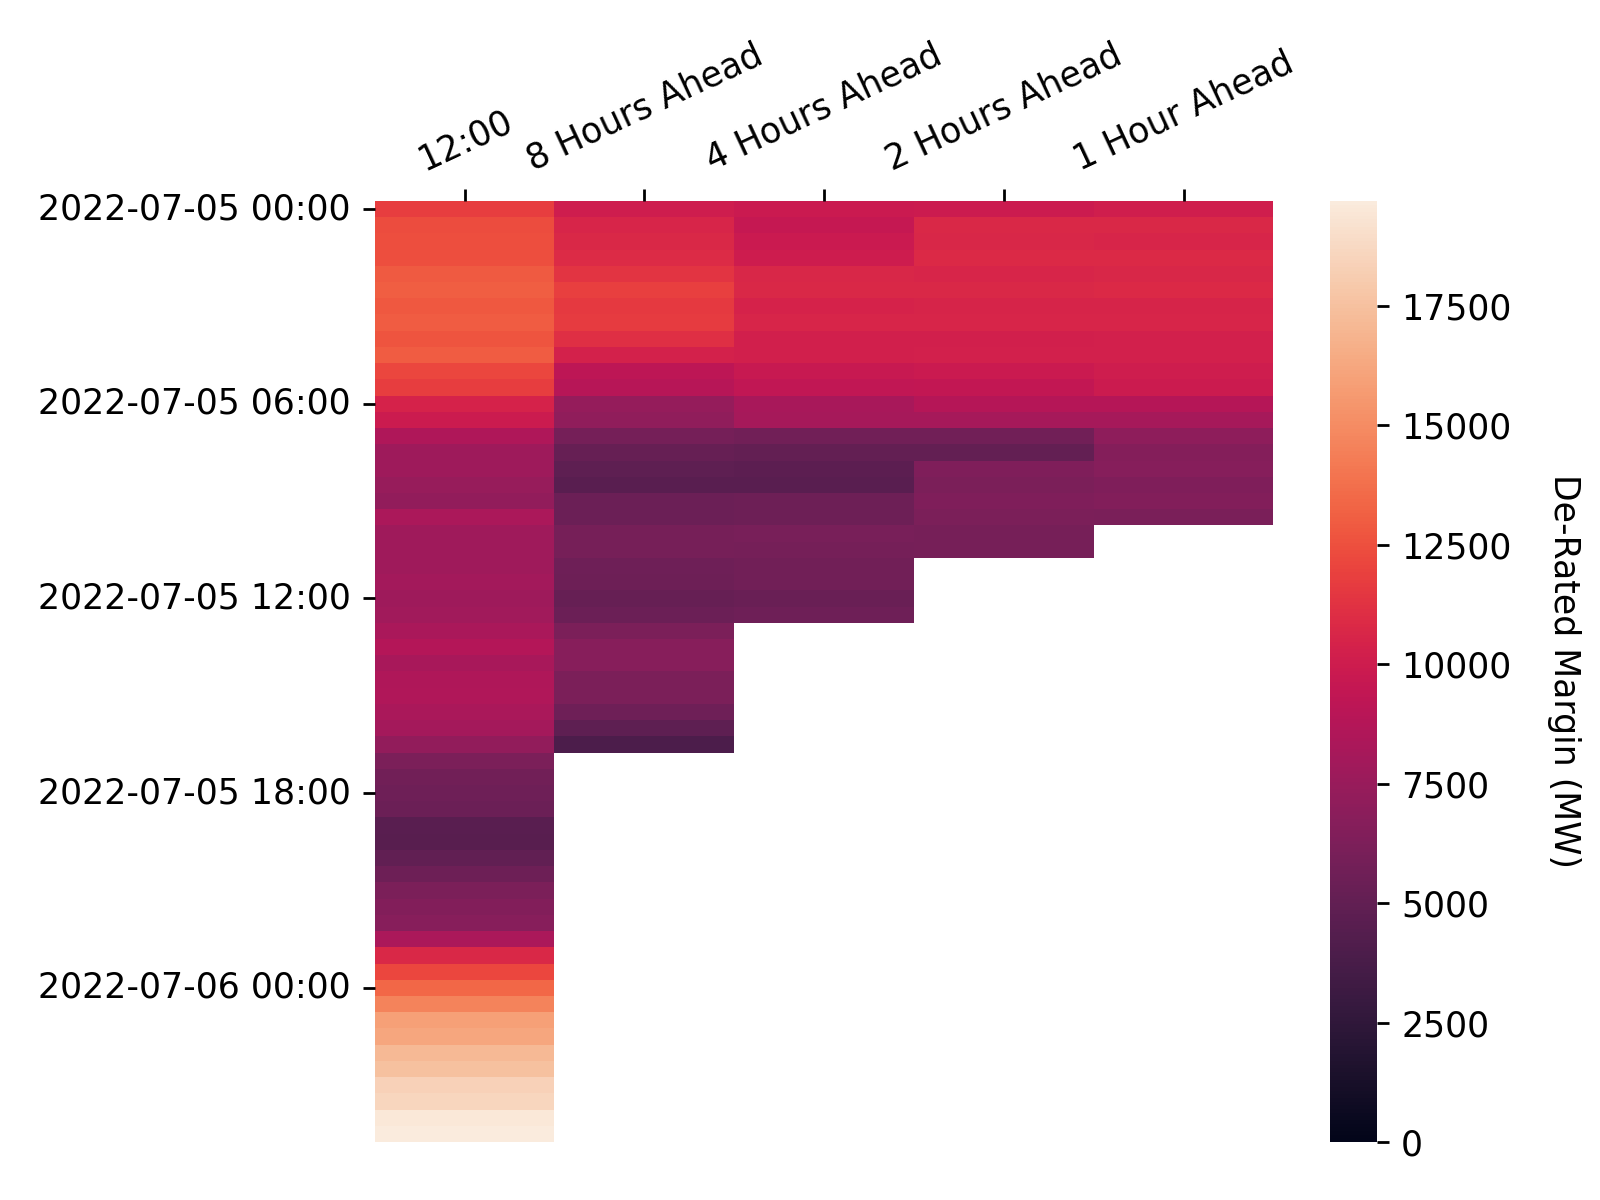 12:00
8 Hours Ahead
4 Hours Ahead
2 Hours Ahead
1 Hour Ahead
2022-07-05 00:00
2022-07-05 06:00
2022-07-05 12:00
2022-07-05 18:00
2022-07-06 00:00
17500
15000
12500
10000
7500
5000
2500
0
De-Rated Margin (MW)